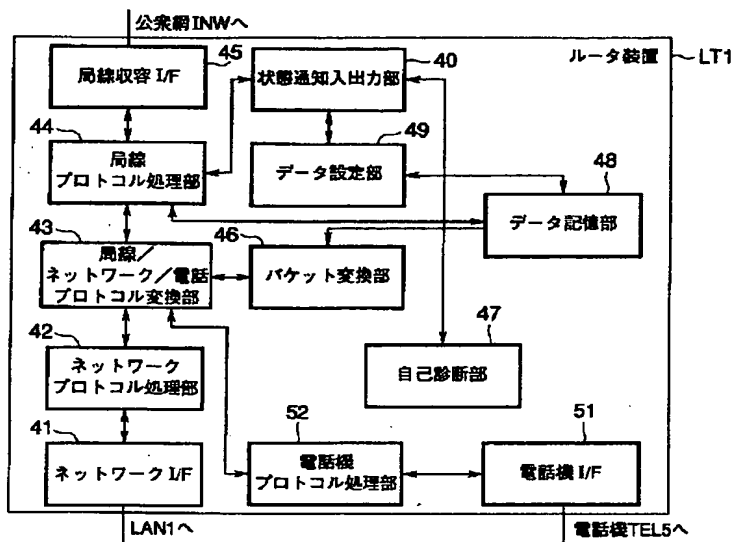 公衆網INWへ
45
40
ルータ装置
LT1
局線収容 I/F
状態通知入出力部
44
49
局線
プロトコル処理部
データ設定部
48
データ記憶部
43
46
局線/
ネットワーク/電話
プロトコル変換部
パケット変換部
42
47
ネットワーク
プロトコル処理部
自己診断部
41
52
51
ネットワーク I/F
電話機
プロトコル処理部
電話機 I/F
LAN1へ
電話機TEL5へ